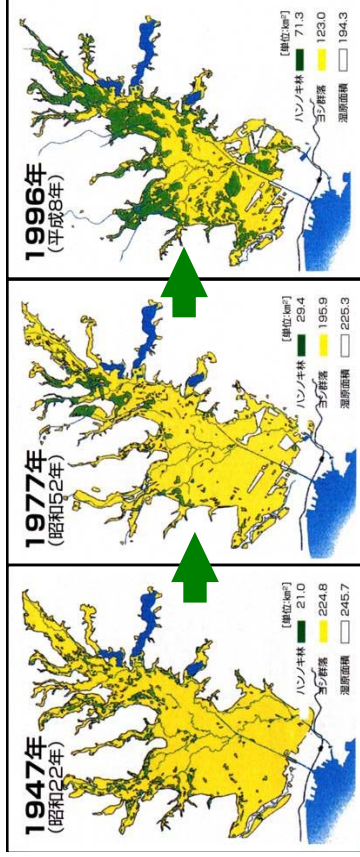 1947年
(昭和22年)
[単位:km²]
ハンノキ林 21.0
ヨシ群落 224.8
湿原面積 245.7
1977年
(昭和52年)
[単位:km²]
ハンノキ林 29.4
ヨシ群落 195.9
湿原面積 225.3
1996年
(平成8年)
[単位:km²]
ハンノキ林 71.3
ヨシ群落 123.0
湿原面積 194.3